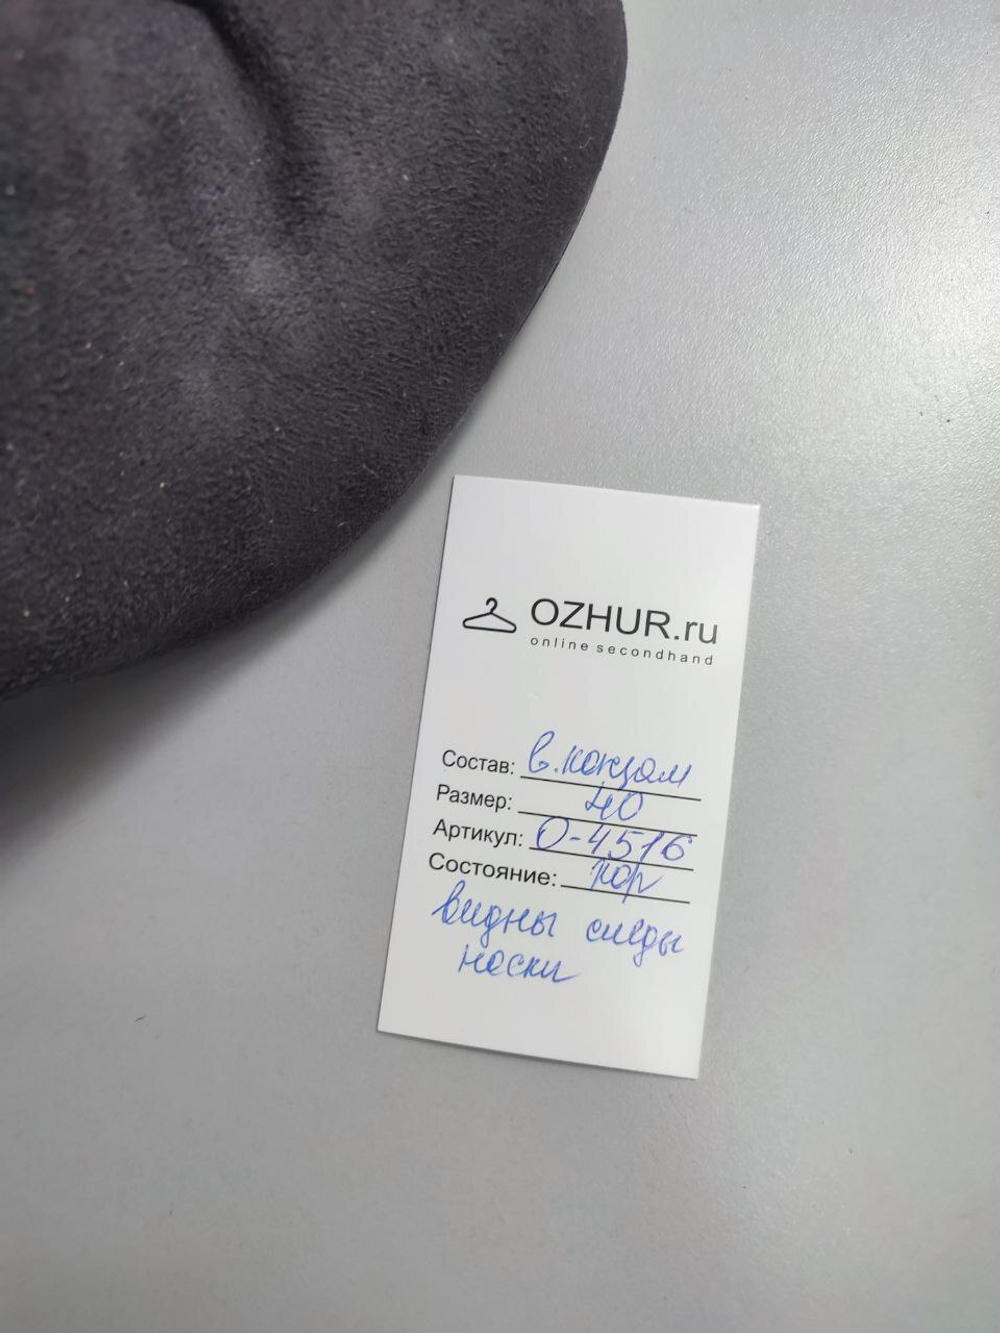 OZHUR.ru
online secondhand
Состав: в. кожзам
Размер: 40
Артикул: О-4516
Состояние: хор
видны следы
носки